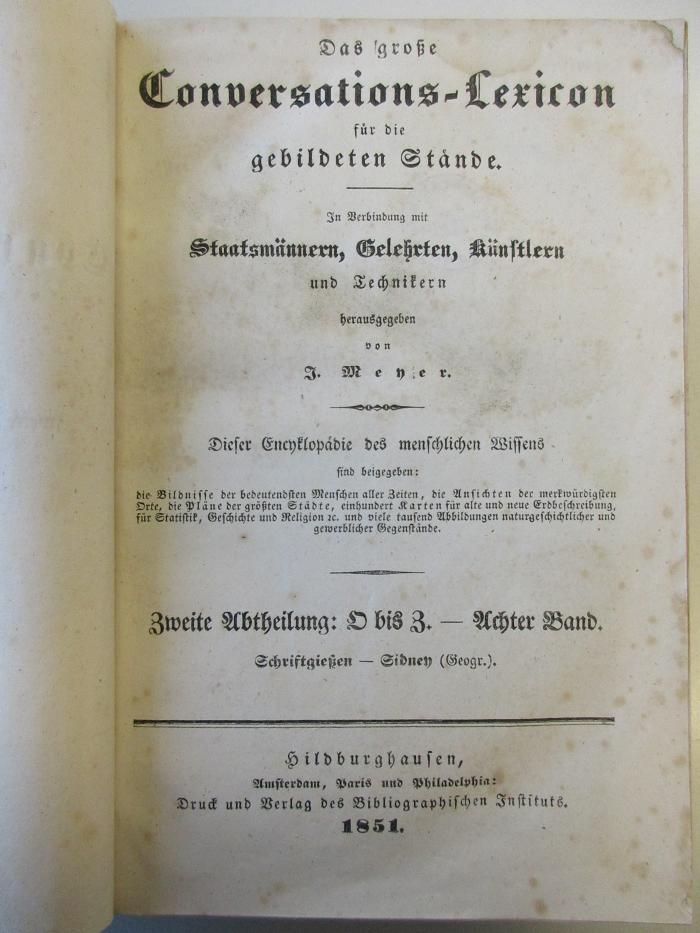 Das große
Conversations-Lexicon
für die
gebildeten Stände.
In Verbindung mit
Staatsmännern, Gelehrten, Künstlern
und Technikern
herausgegeben
von
J. Meyer.
Dieser Encyklopädie des menschlichen Wissens
sind beigegeben:
die Bildnisse der bedeutendsten Menschen aller Zeiten, die Ansichten der merkwürdigsten
Orte, die Pläne der größten Städte, einhundert Karten für alte und neue Erdbeschreibung,
für Statistik, Geschichte und Religion ꝛc. und viele tausend Abbildungen naturgeschichtlicher und
gewerblicher Gegenstände.
Zweite Abtheilung: O bis Z. — Achter Band.
Schriftgießen — Sidney (Geogr.).
Hildburghausen,
Amsterdam, Paris und Philadelphia:
Druck und Verlag des Bibliographischen Instituts.
1851.